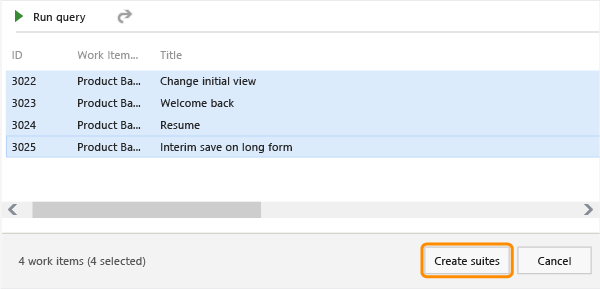 Run query
ID Work Item... Title
3022 Product Ba... Change initial view
3023 Product Ba... Welcome back
3024 Product Ba... Resume
3025 Product Ba... Interim save on long form
4 work items (4 selected) Create suites Cancel